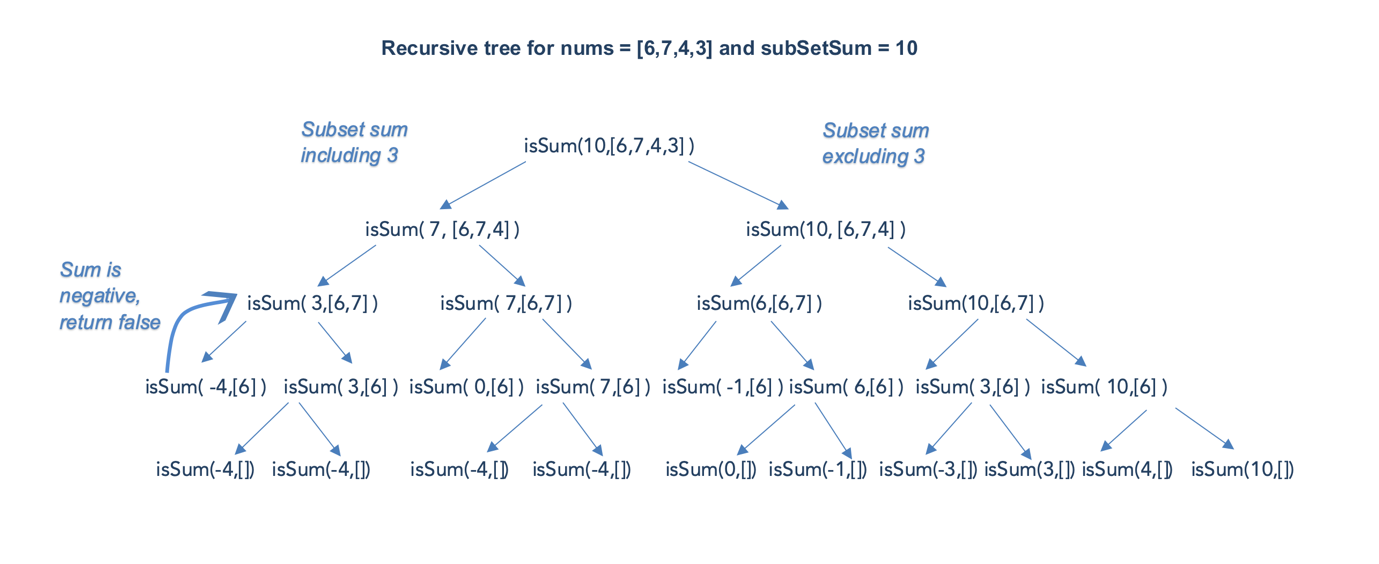 Recursive tree for nums = [6,7,4,3] and subSetSum = 10
Subset sum
including 3
isSum(10,[6,7,4,3] )
Subset sum
excluding 3
isSum( 7, [6,7,4] )
isSum(10, [6,7,4] )
Sum is
negative,
return false
isSum( 3,[6,7] )
isSum( 7,[6,7] )
isSum(6,[6,7] )
isSum(10,[6,7] )
isSum( -4,[6] )
isSum( 3,[6] )
isSum( 0,[6] )
isSum( 7,[6] )
isSum( -1,[6] )
isSum( 6,[6] )
isSum( 3,[6] )
isSum( 10,[6] )
isSum(-4,[])
isSum(-4,[])
isSum(-4,[])
isSum(-4,[])
isSum(0,[])
isSum(-1,[])
isSum(-3,[])
isSum(3,[])
isSum(4,[])
isSum(10,[])